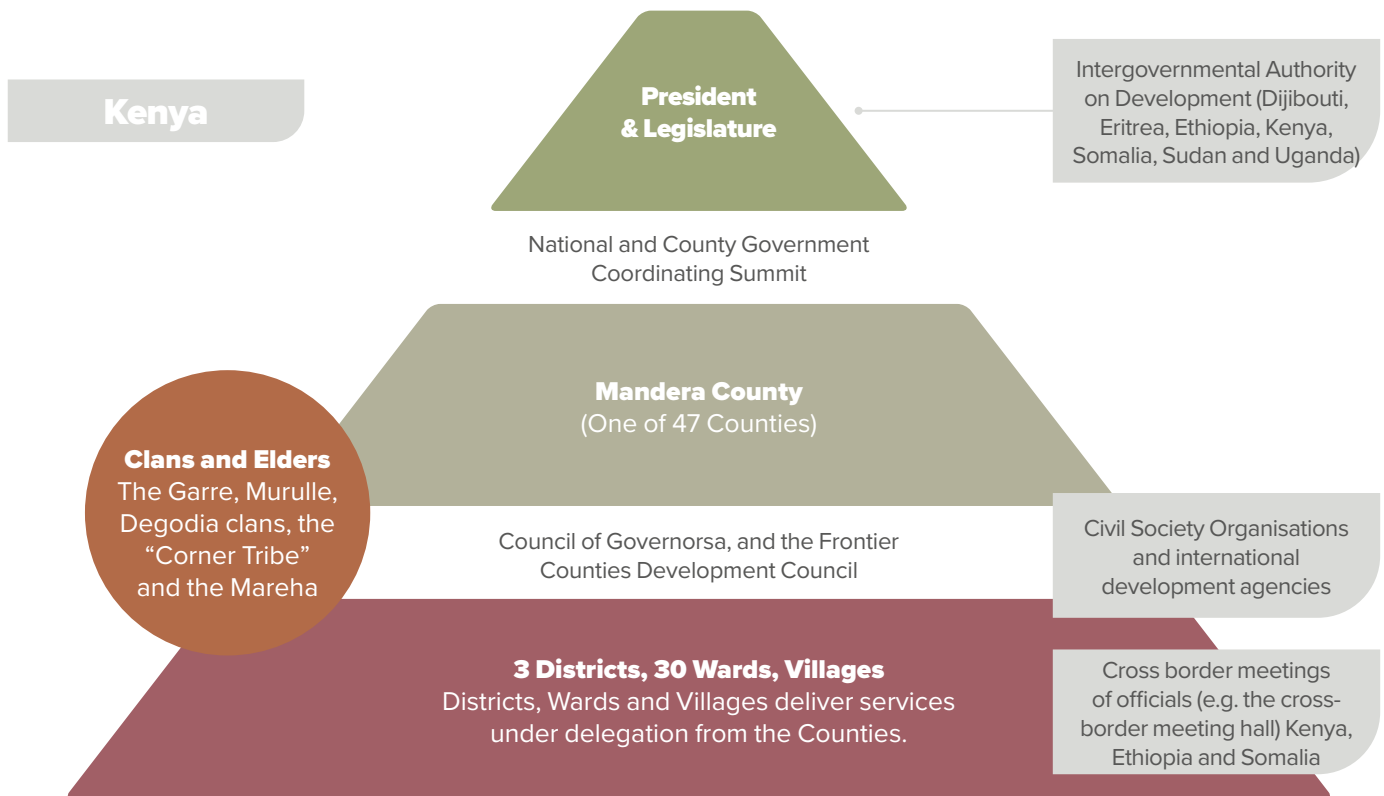 Kenya
President
& Legislature
Intergovernmental Authority
on Development (Dijibouti,
Eritrea, Ethiopia, Kenya,
Somalia, Sudan and Uganda)
National and County Government
Coordinating Summit
Mandera County
(One of 47 Counties)
Clans and Elders
The Garre, Murulle,
Degodia clans, the
“Corner Tribe”
and the Mareha
Council of Governorsa, and the Frontier
Counties Development Council
Civil Society Organisations
and international
development agencies
3 Districts, 30 Wards, Villages
Districts, Wards and Villages deliver services
under delegation from the Counties.
Cross border meetings
of officials (e.g. the cross-
border meeting hall) Kenya,
Ethiopia and Somalia